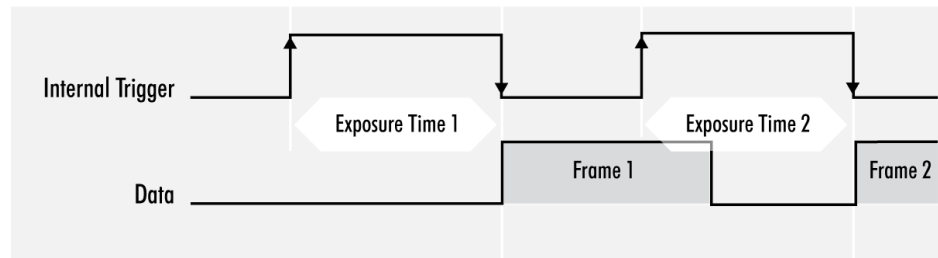 Internal Trigger
Exposure Time 1
Exposure Time 2
Frame 1
Frame 2
Data